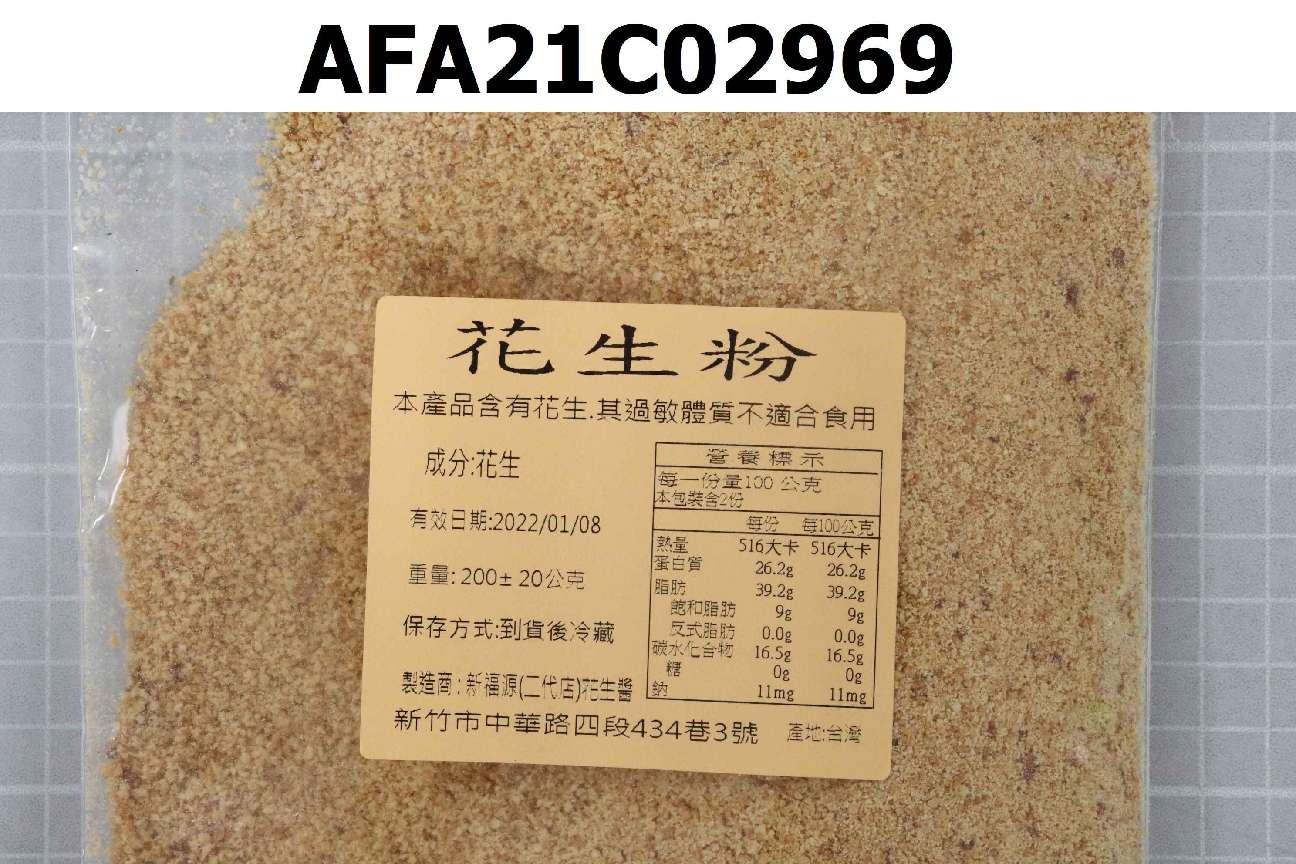 AFA21C02969
花生粉
本產品含有花生.其過敏體質不適合食用
成分:花生
有效日期:2022/01/08
重量:200±20公克
保存方式:到貨後冷藏
製造商:新福源(二代店)花生醬
新竹市中華路四段434巷3號 產地:台灣
營養標示
每一份量100 公克
本包裝含2份
每份 每100公克
熱量 516大卡 516大卡
蛋白質 26.2g 26.2g
脂肪 39.2g 39.2g
飽和脂肪 9g 9g
反式脂肪 0.0g 0.0g
碳水化合物 16.5g 16.5g
糖 0g 0g
鈉 11mg 11mg